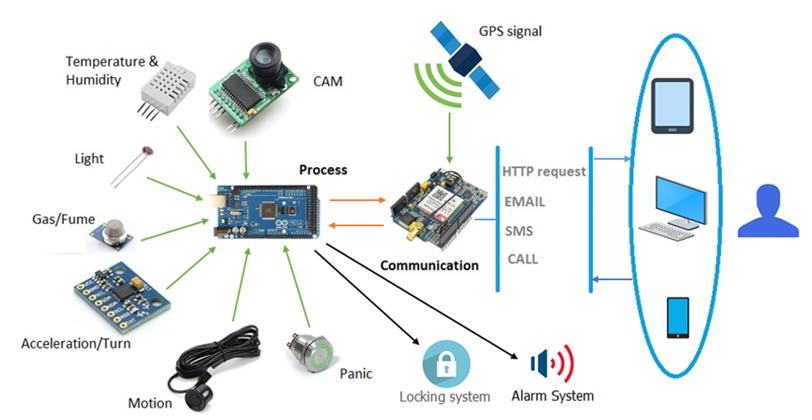 Temperature &
Humidity
CAM
GPS signal
Light
Process
HTTP request
EMAIL
SMS
CALL
Gas/Fume
Communication
Acceleration/Turn
Motion
Panic
Locking system
Alarm System